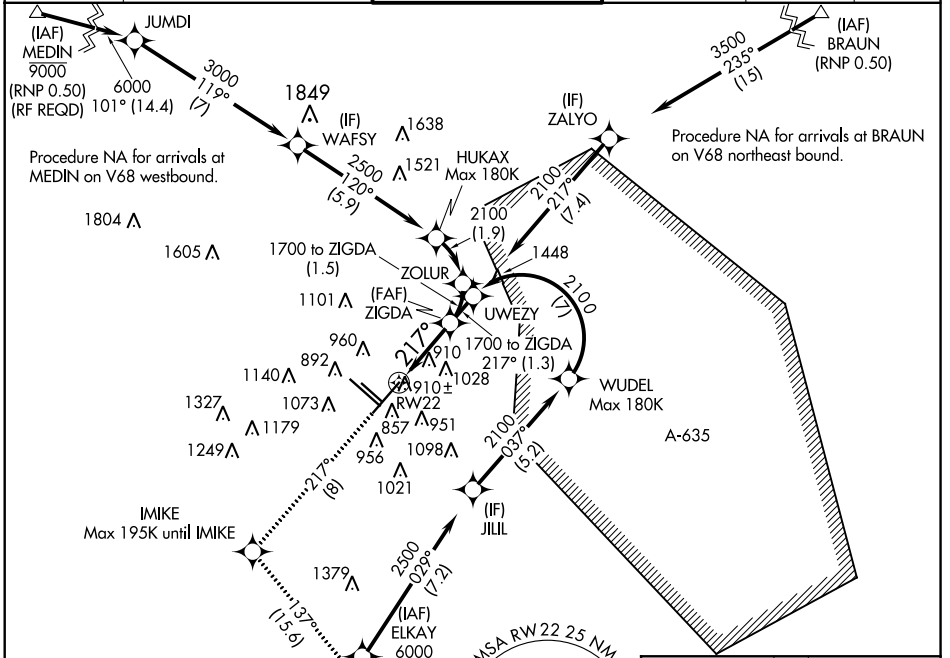 (IAF)
MEDIN
9000
(RNP 0.50)
(RF REQD)
JUMDI
6000
101° (14.4)
3000
119°
(7)
1849
(IF)
WAFSY
1638
1521
2500
120°
(5.9)
HUKAX
Max 180K
(IF)
ZALYO
3500
235°
(15)
(IAF)
BRAUN
(RNP 0.50)
Procedure NA for arrivals at
MEDIN on V68 westbound.
Procedure NA for arrivals at BRAUN
on V68 northeast bound.
2100
217°
(7.4)
1804
1605
2100
(1.9)
1448
1700 to ZIGDA
(1.5)
ZOLUR
1101
(FAF)
ZIGDA
UWEZY
2100
(7)
1700 to ZIGDA
217° (1.3)
217°
960
892
910
1028
1140
910±
RW22
WUDEL
Max 180K
1327
1073
857
951
1179
1249
956
1098
1021
2100
037°
(5.2)
A-635
217°
(8)
(IF)
JILIL
IMIKE
Max 195K until IMIKE
1379
2500
029°
(7.2)
137°
(15.6)
(IAF)
ELKAY
6000
MSA RW22 25 NM